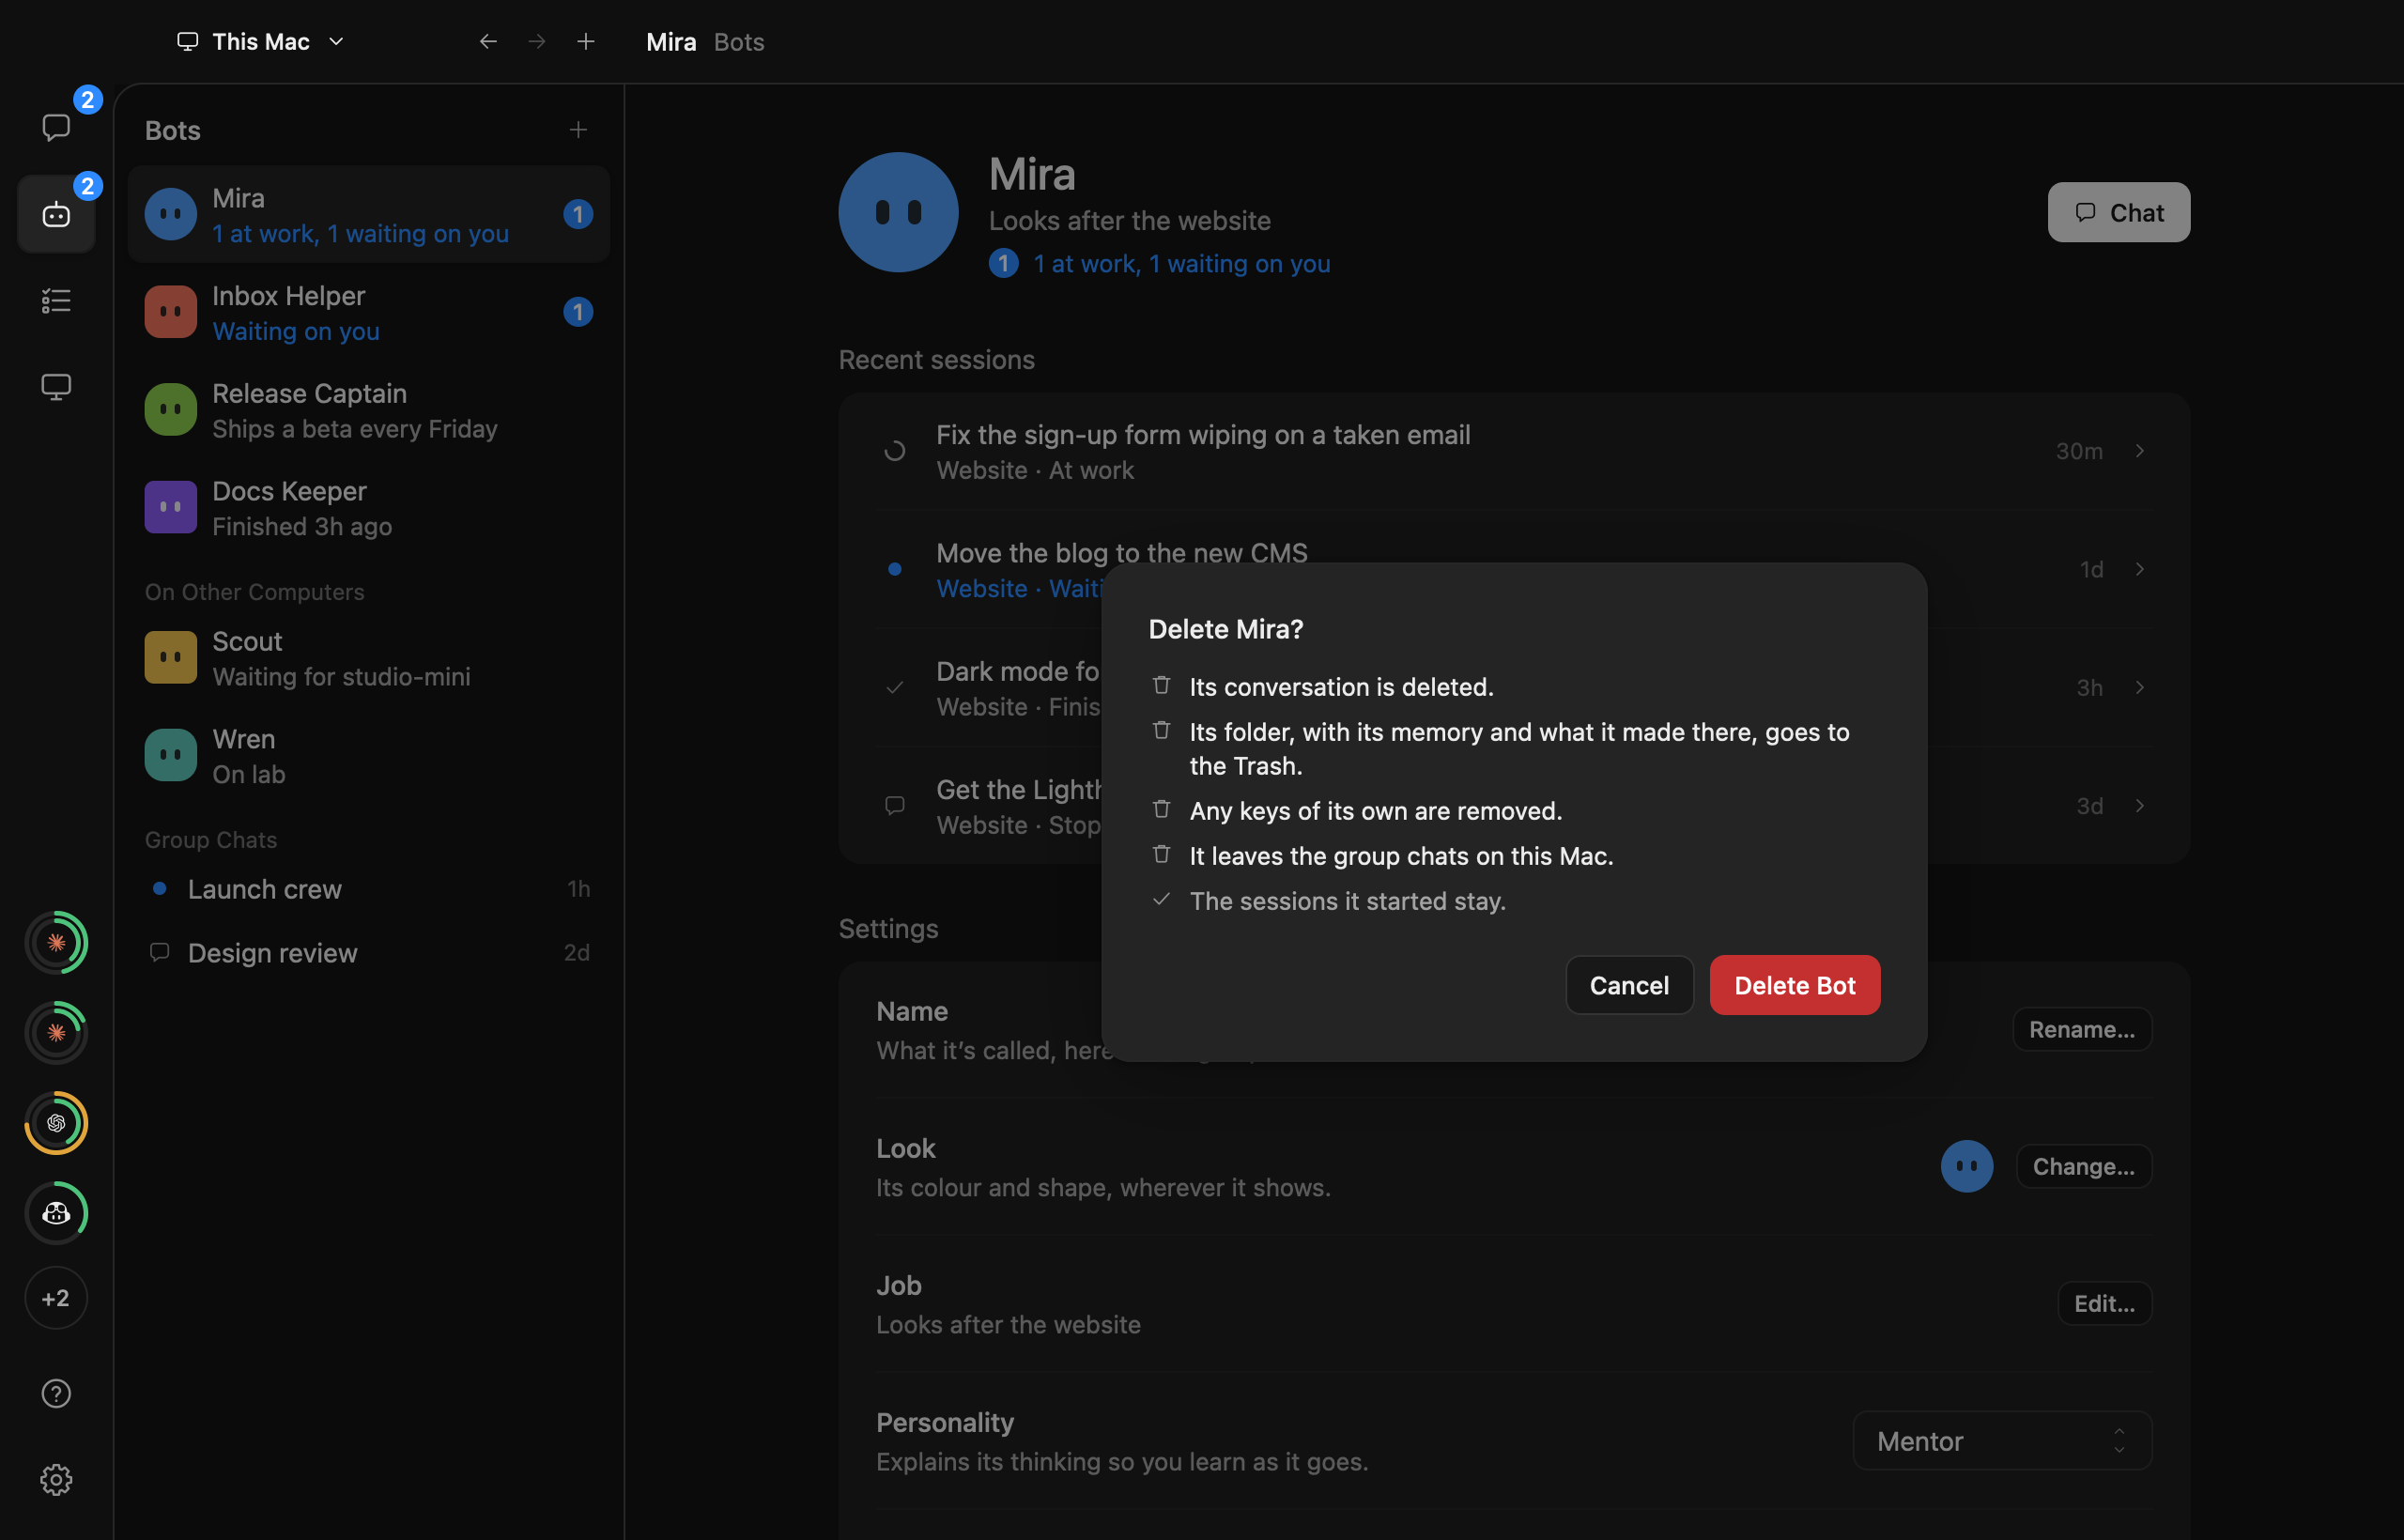 This Mac
Mira Bots
2
2
Bots
Mira
1 at work, 1 waiting on you
1
Inbox Helper
Waiting on you
1
Release Captain
Ships a beta every Friday
Docs Keeper
Finished 3h ago
On Other Computers
Scout
Waiting for studio-mini
Wren
On lab
Group Chats
Launch crew 1h
Design review 2d
+2
Mira
Looks after the website
1 1 at work, 1 waiting on you
Chat
Recent sessions
Fix the sign-up form wiping on a taken email
Website · At work
30m
Move the blog to the new CMS
Website ·
1d
Dark mode
Website ·
3h
Get the
Website ·
3d
Delete Mira?
Its conversation is deleted.
Its folder, with its memory and what it made there, goes to
the Trash.
Any keys of its own are removed.
It leaves the group chats on this Mac.
The sessions it started stay.
Cancel
Delete Bot
Settings
Name
What it’s called, here
Rename...
Look
Its colour and shape, wherever it shows.
Change...
Job
Looks after the website
Edit...
Personality
Explains its thinking so you learn as it goes.
Mentor